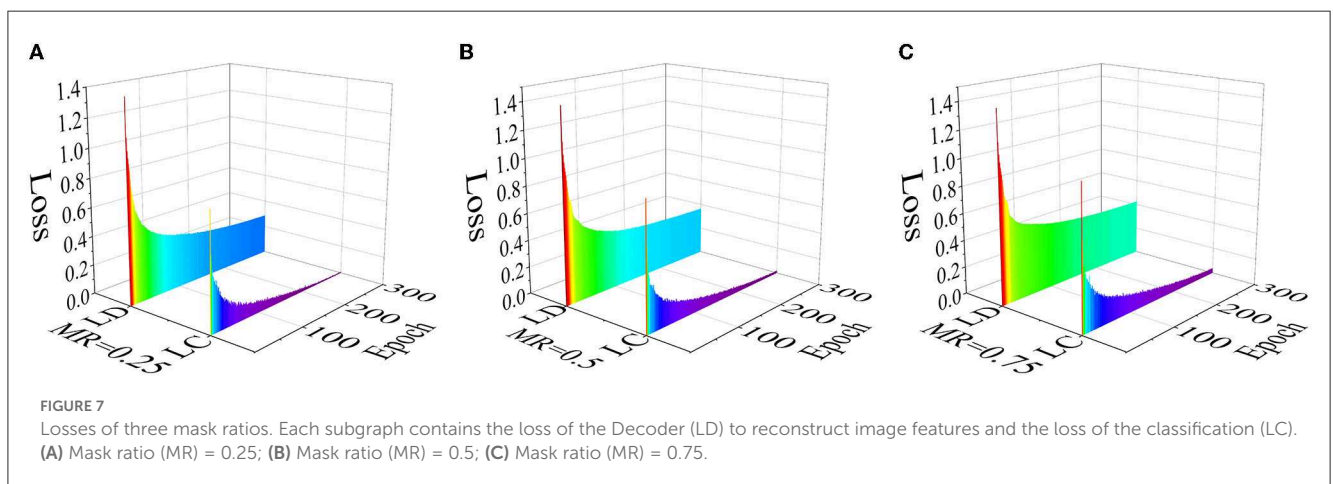 A
1.4
1.2
1.0
0.8
0.6
0.4
0.2
0.0
Loss
LD
MR=0.25
LC
100
200
300
Epoch
B
1.4
1.2
1.0
0.8
0.6
0.4
0.2
0.0
Loss
LD
MR=0.5
LC
100
200
300
Epoch
C
1.4
1.2
1.0
0.8
0.6
0.4
0.2
0.0
Loss
LD
MR=0.75
LC
100
200
300
Epoch
FIGURE 7
Losses of three mask ratios. Each subgraph contains the loss of the Decoder (LD) to reconstruct image features and the loss of the classification (LC).
(A) Mask ratio (MR) = 0.25; (B) Mask ratio (MR) = 0.5; (C) Mask ratio (MR) = 0.75.